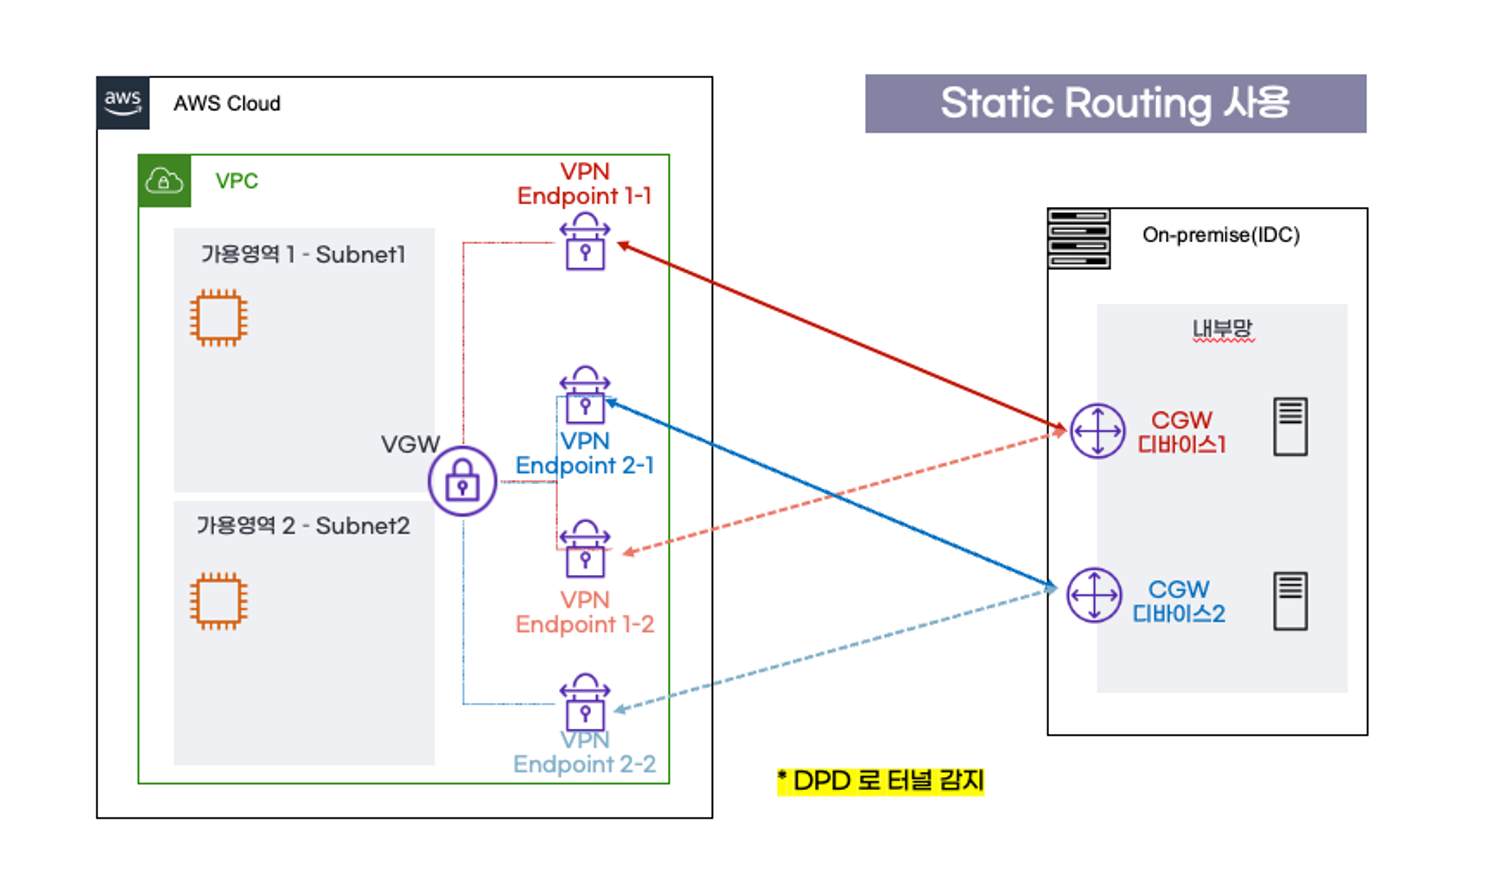 Static Routing 사용
aws
AWS Cloud
VPC
VPN
Endpoint 1-1
가용영역 1 - Subnet1
On-premise(IDC)
내부망
VPN
Endpoint 2-1
VGW
CGW
디바이스1
가용영역 2 - Subnet2
VPN
Endpoint 1-2
CGW
디바이스2
VPN
Endpoint 2-2
* DPD 로 터널 감지